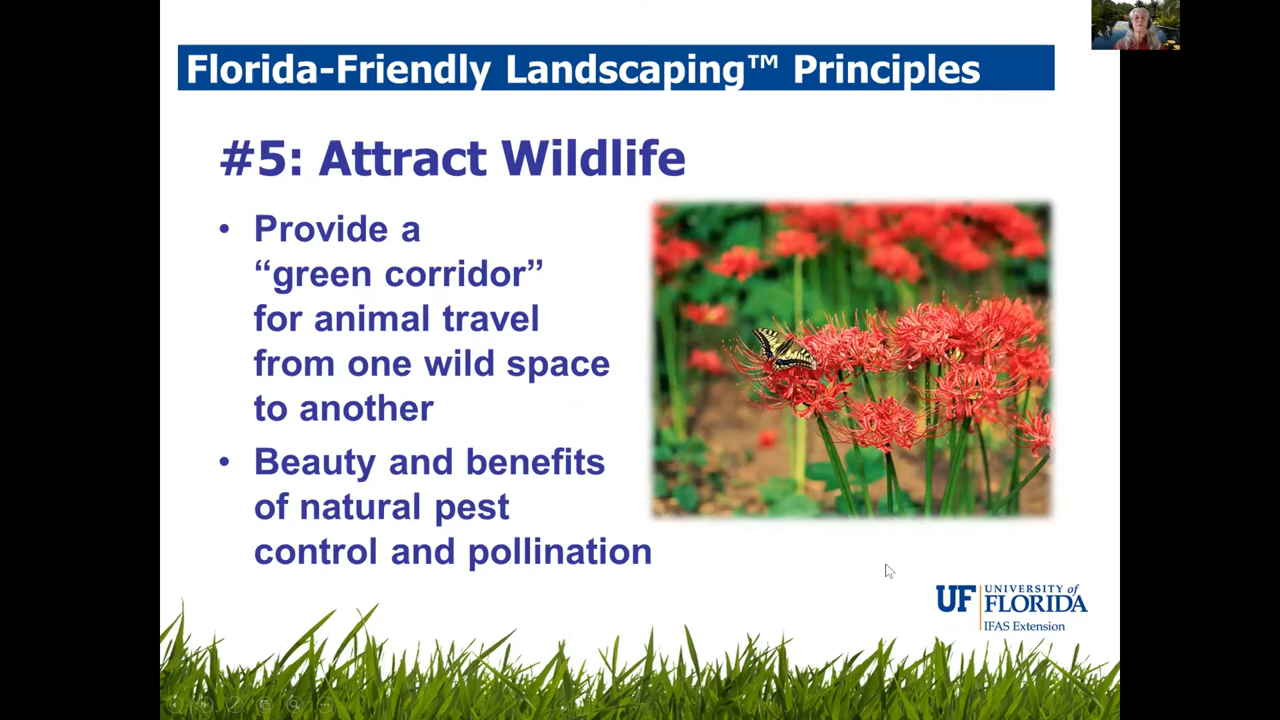 Florida-Friendly Landscaping™ Principles
#5: Attract Wildlife
• Provide a
“green corridor”
for animal travel
from one wild space
to another
• Beauty and benefits
of natural pest
control and pollination
UF UNIVERSITY of
FLORIDA
IFAS Extension